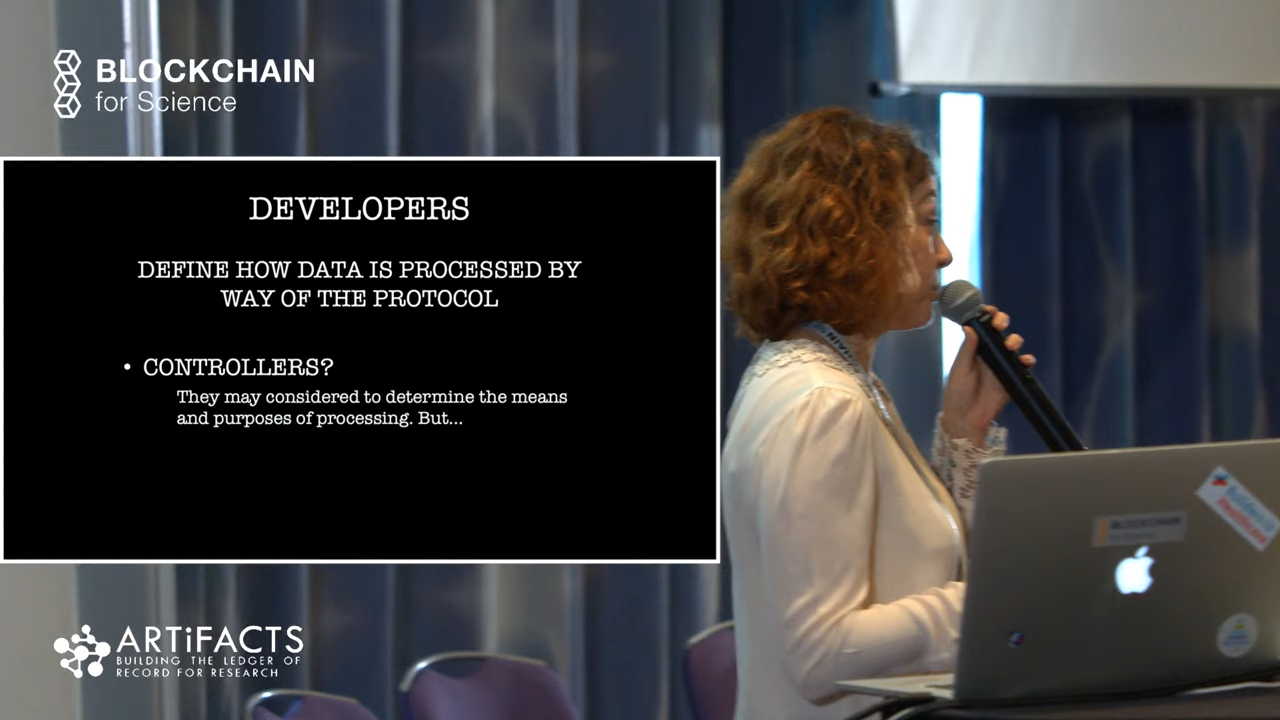 BLOCKCHAIN
for Science
DEVELOPERS
DEFINE HOW DATA IS PROCESSED BY
WAY OF THE PROTOCOL
• CONTROLLERS?
They may considered to determine the means
and purposes of processing. But...
ARTiFACTS
BUILDING THE LEDGER OF
RECORD FOR RESEARCH
BLOCKCHAIN